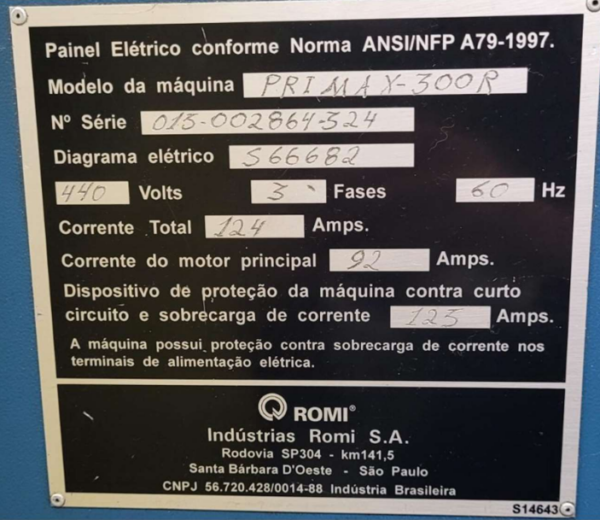 Painel Elétrico conforme Norma ANSI/NFP A79-1997.
Modelo da máquina PRIMAX-300R
Nº Série 015-002864-324
Diagrama elétrico S66682
440 Volts 3 Fases 60 Hz
Corrente Total 124 Amps.
Corrente do motor principal 92 Amps.
Dispositivo de proteção da máquina contra curto
circuito e sobrecarga de corrente 125 Amps.
A máquina possui proteção contra sobrecarga de corrente nos
terminais de alimentação elétrica.
ROMI®
Indústrias Romi S.A.
Rodovia SP304 - km141,5
Santa Bárbara D'Oeste - São Paulo
CNPJ 56.720.428/0014-88 Indústria Brasileira
S14643